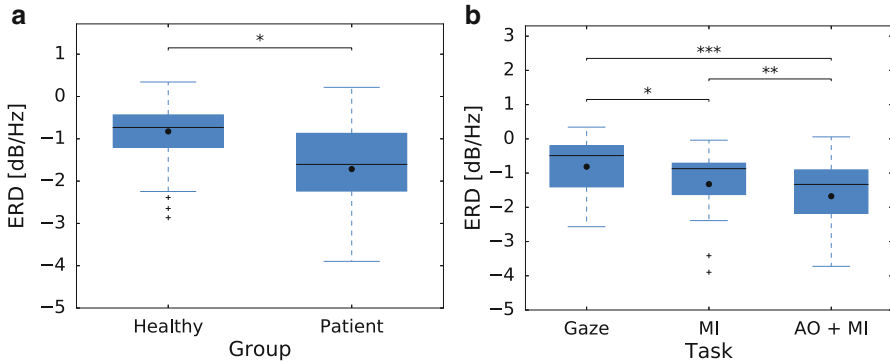 a
ERD [dB/Hz]
1
0
−1
−2
−3
−4
−5
*
Healthy
Patient
Group
b
ERD [dB/Hz]
3
2
1
0
−1
−2
−3
−4
−5
***
**
*
Gaze
MI
AO + MI
Task